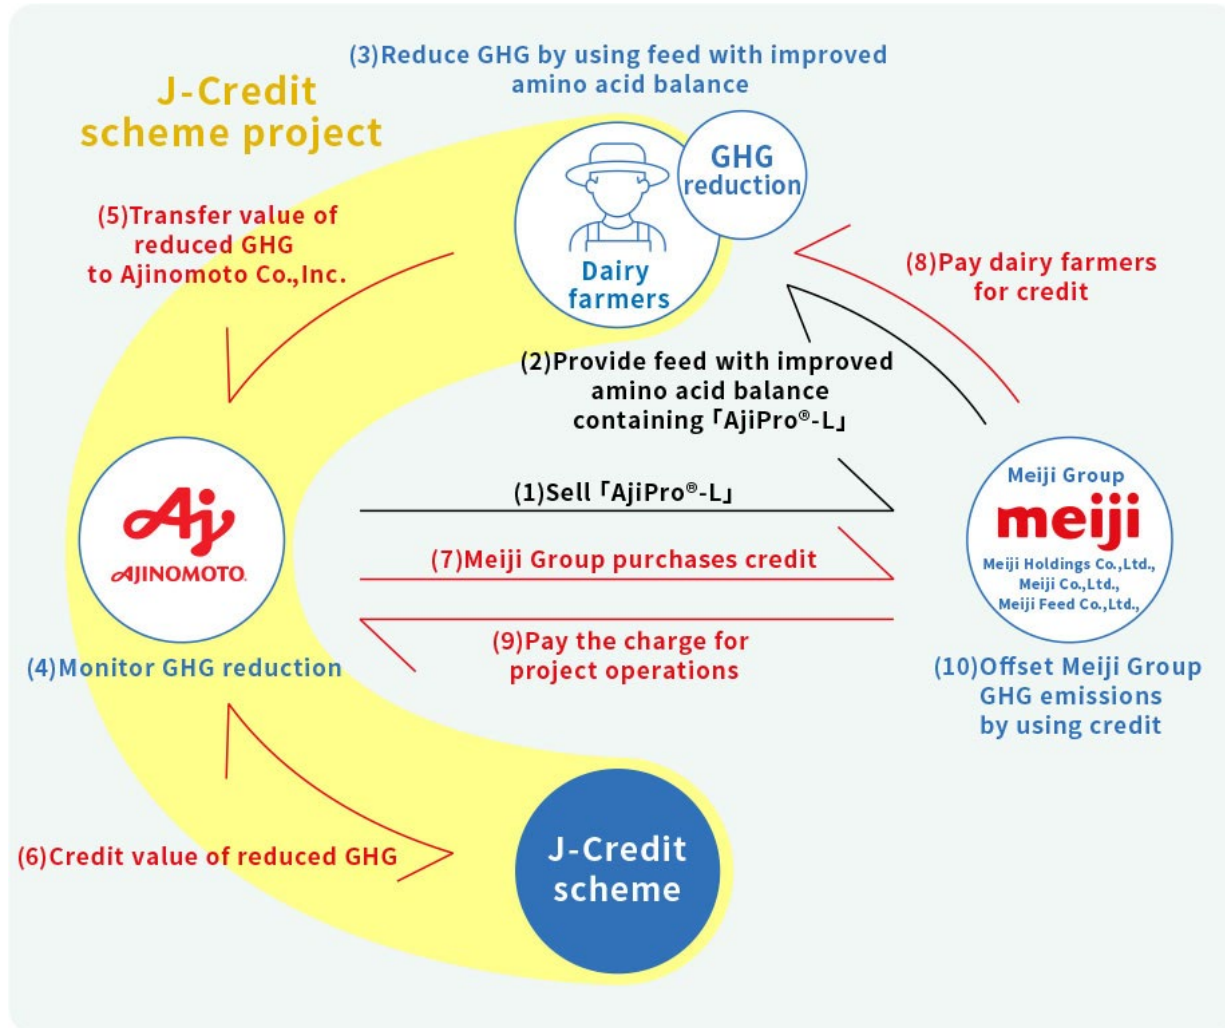 (3)Reduce GHG by using feed with improved
amino acid balance
J-Credit
scheme project
GHG
reduction
(5)Transfer value of
reduced GHG
to Ajinomoto Co.,Inc.
Dairy
farmers
(8)Pay dairy farmers
for credit
(2)Provide feed with improved
amino acid balance
containing「AjiPro®-L」
(1)Sell「AjiPro®-L」
Aj
AJINOMOTO.
Meiji Group
meiji
Meiji Holdings Co.,Ltd.,
Meiji Co.,Ltd.,
Meiji Feed Co.,Ltd.,
(7)Meiji Group purchases credit
(9)Pay the charge for
project operations
(4)Monitor GHG reduction
(10)Offset Meiji Group
GHG emissions
by using credit
(6)Credit value of reduced GHG
J-Credit
scheme